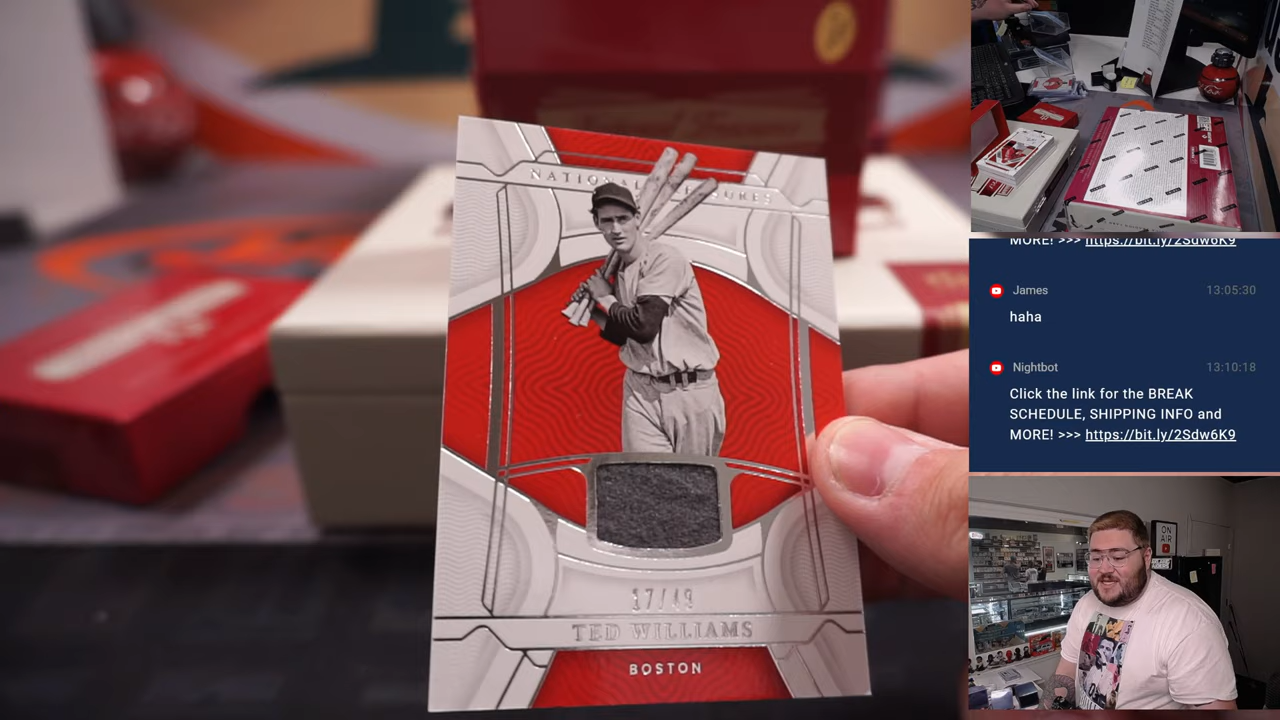 NATIONAL TREASURES
17/49
TED WILLIAMS
BOSTON
MORE! >>> https://bit.ly/2Sdw6K9
James 13:05:30
haha
Nightbot 13:10:18
Click the link for the BREAK
SCHEDULE, SHIPPING INFO and
MORE! >>> https://bit.ly/2Sdw6K9
ON
AIR